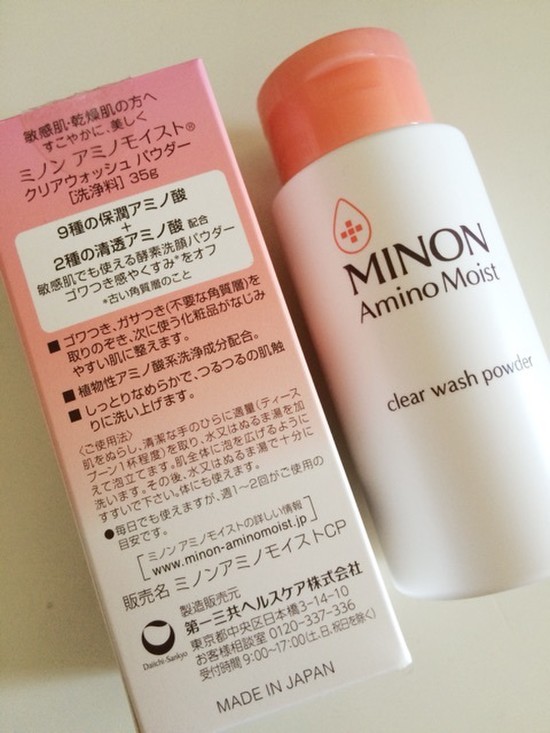 敏感肌・乾燥肌の方へ
すこやかに、美しく
ミノン アミノモイスト®
クリアウォッシュ パウダー
[洗浄料] 35g
9種の保潤アミノ酸
+
2種の清透アミノ酸 配合
敏感肌でも使える酵素洗顔パウダー
ゴワつき感やくすみ*をオフ
*古い角質層のこと
■ ゴワつき、ガサつき(不要な角質層)を
取りのぞき、次に使う化粧品がなじみ
やすい肌に整えます。
■ 植物性アミノ酸系洗浄成分配合。
■ しっとりなめらかで、つるつるの肌触
りに洗い上げます。
〈ご使用法〉
肌をぬらし、清潔な手のひらに適量(ティース
プーン1杯程度)を取り、水又はぬるま湯を加
えて泡立てます。肌全体に泡を広げるように
洗います。その後、水又はぬるま湯で十分に
すすいで下さい。体にも使えます。
●毎日でも使えますが、週1〜2回がご使用の
目安です。
[ミノン アミノモイストの詳しい情報
www.minon-aminomoist.jp]
販売名 ミノンアミノモイストCP
製造販売元
第一三共ヘルスケア株式会社
東京都中央区日本橋3-14-10
お客様相談室 0120-337-336
受付時間 9:00〜17:00(土、日、祝日を除く)
Daiichi-Sankyo
MADE IN JAPAN
MINON
Amino Moist
clear wash powder